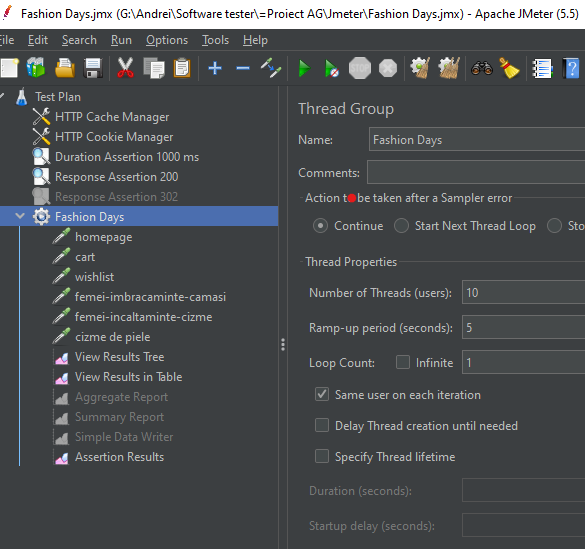 Fashion Days.jmx (G:\Andrei\Software tester\=Proiect AG\Jmeter\Fashion Days.jmx) - Apache JMeter (5.5)
File Edit Search Run Options Tools Help
Test Plan
HTTP Cache Manager
HTTP Cookie Manager
Duration Assertion 1000 ms
Response Assertion 200
Response Assertion 302
Fashion Days
homepage
cart
wishlist
femei-imbracaminte-camasi
femei-incaltaminte-cizme
cizme de piele
View Results Tree
View Results in Table
Aggregate Report
Summary Report
Simple Data Writer
Assertion Results
Thread Group
Name: Fashion Days
Comments:
Action to be taken after a Sampler error
Continue Start Next Thread Loop Sto
Thread Properties
Number of Threads (users): 10
Ramp-up period (seconds): 5
Loop Count: Infinite 1
Same user on each iteration
Delay Thread creation until needed
Specify Thread lifetime
Duration (seconds):
Startup delay (seconds):